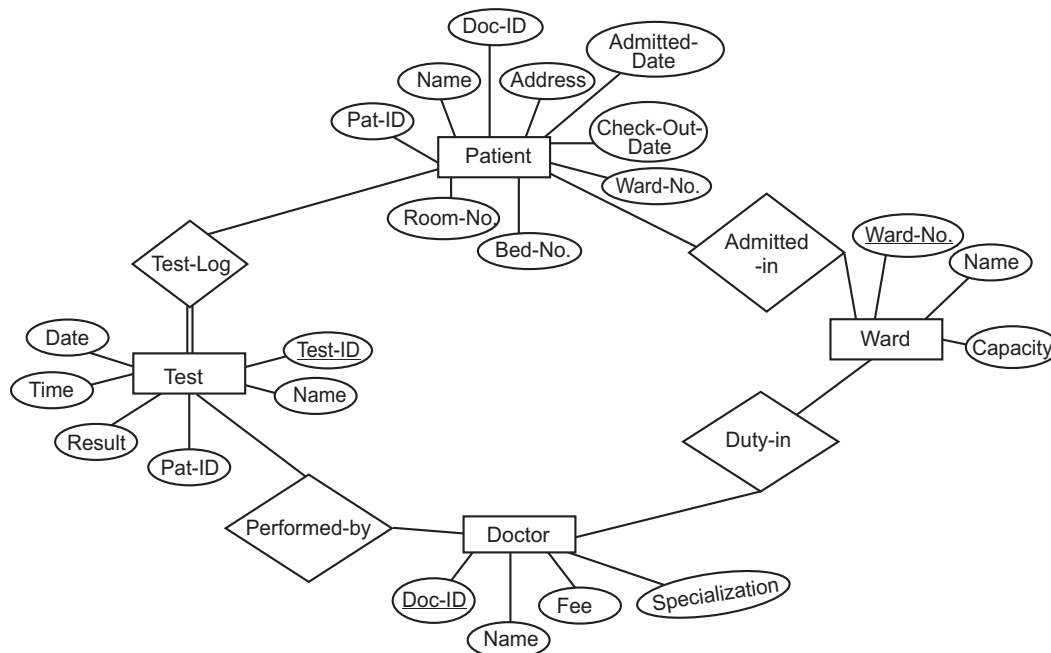 Doc-ID
Admitted-
Date
Name
Address
Pat-ID
Check-Out-
Date
Patient
Ward-No.
Room-No.
Bed-No.
Admitted
-in
Ward-No.
Name
Test-Log
Date
Test-ID
Ward
Capacity
Time
Test
Name
Result
Pat-ID
Duty-in
Performed-by
Doctor
Doc-ID
Fee
Specialization
Name